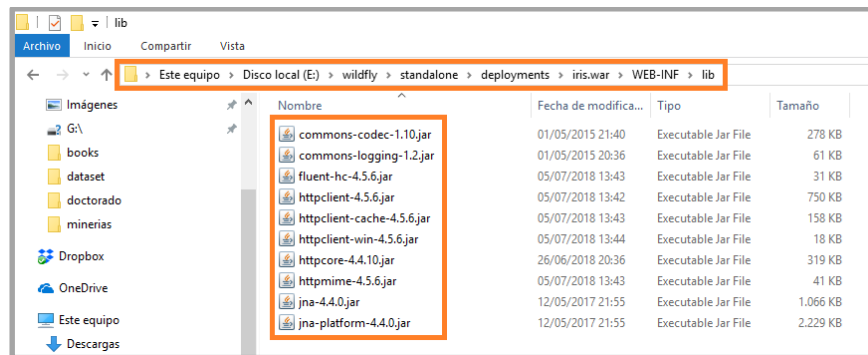 lib
Archivo Inicio Compartir Vista
Este equipo > Disco local (E:) > wildfly > standalone > deployments > iris.war > WEB-INF > lib
Imágenes
G:\
books
dataset
doctorado
minerias
Dropbox
OneDrive
Este equipo
Descargas
Nombre Fecha de modifica... Tipo Tamaño
commons-codec-1.10.jar 01/05/2015 21:40 Executable Jar File 278 KB
commons-logging-1.2.jar 01/05/2015 20:36 Executable Jar File 61 KB
fluent-hc-4.5.6.jar 05/07/2018 13:43 Executable Jar File 31 KB
httpclient-4.5.6.jar 05/07/2018 13:42 Executable Jar File 750 KB
httpclient-cache-4.5.6.jar 05/07/2018 13:43 Executable Jar File 158 KB
httpclient-win-4.5.6.jar 05/07/2018 13:44 Executable Jar File 18 KB
httpcore-4.4.10.jar 26/06/2018 20:36 Executable Jar File 319 KB
httpmime-4.5.6.jar 05/07/2018 13:43 Executable Jar File 41 KB
jna-4.4.0.jar 12/05/2017 21:55 Executable Jar File 1.066 KB
jna-platform-4.4.0.jar 12/05/2017 21:55 Executable Jar File 2.229 KB